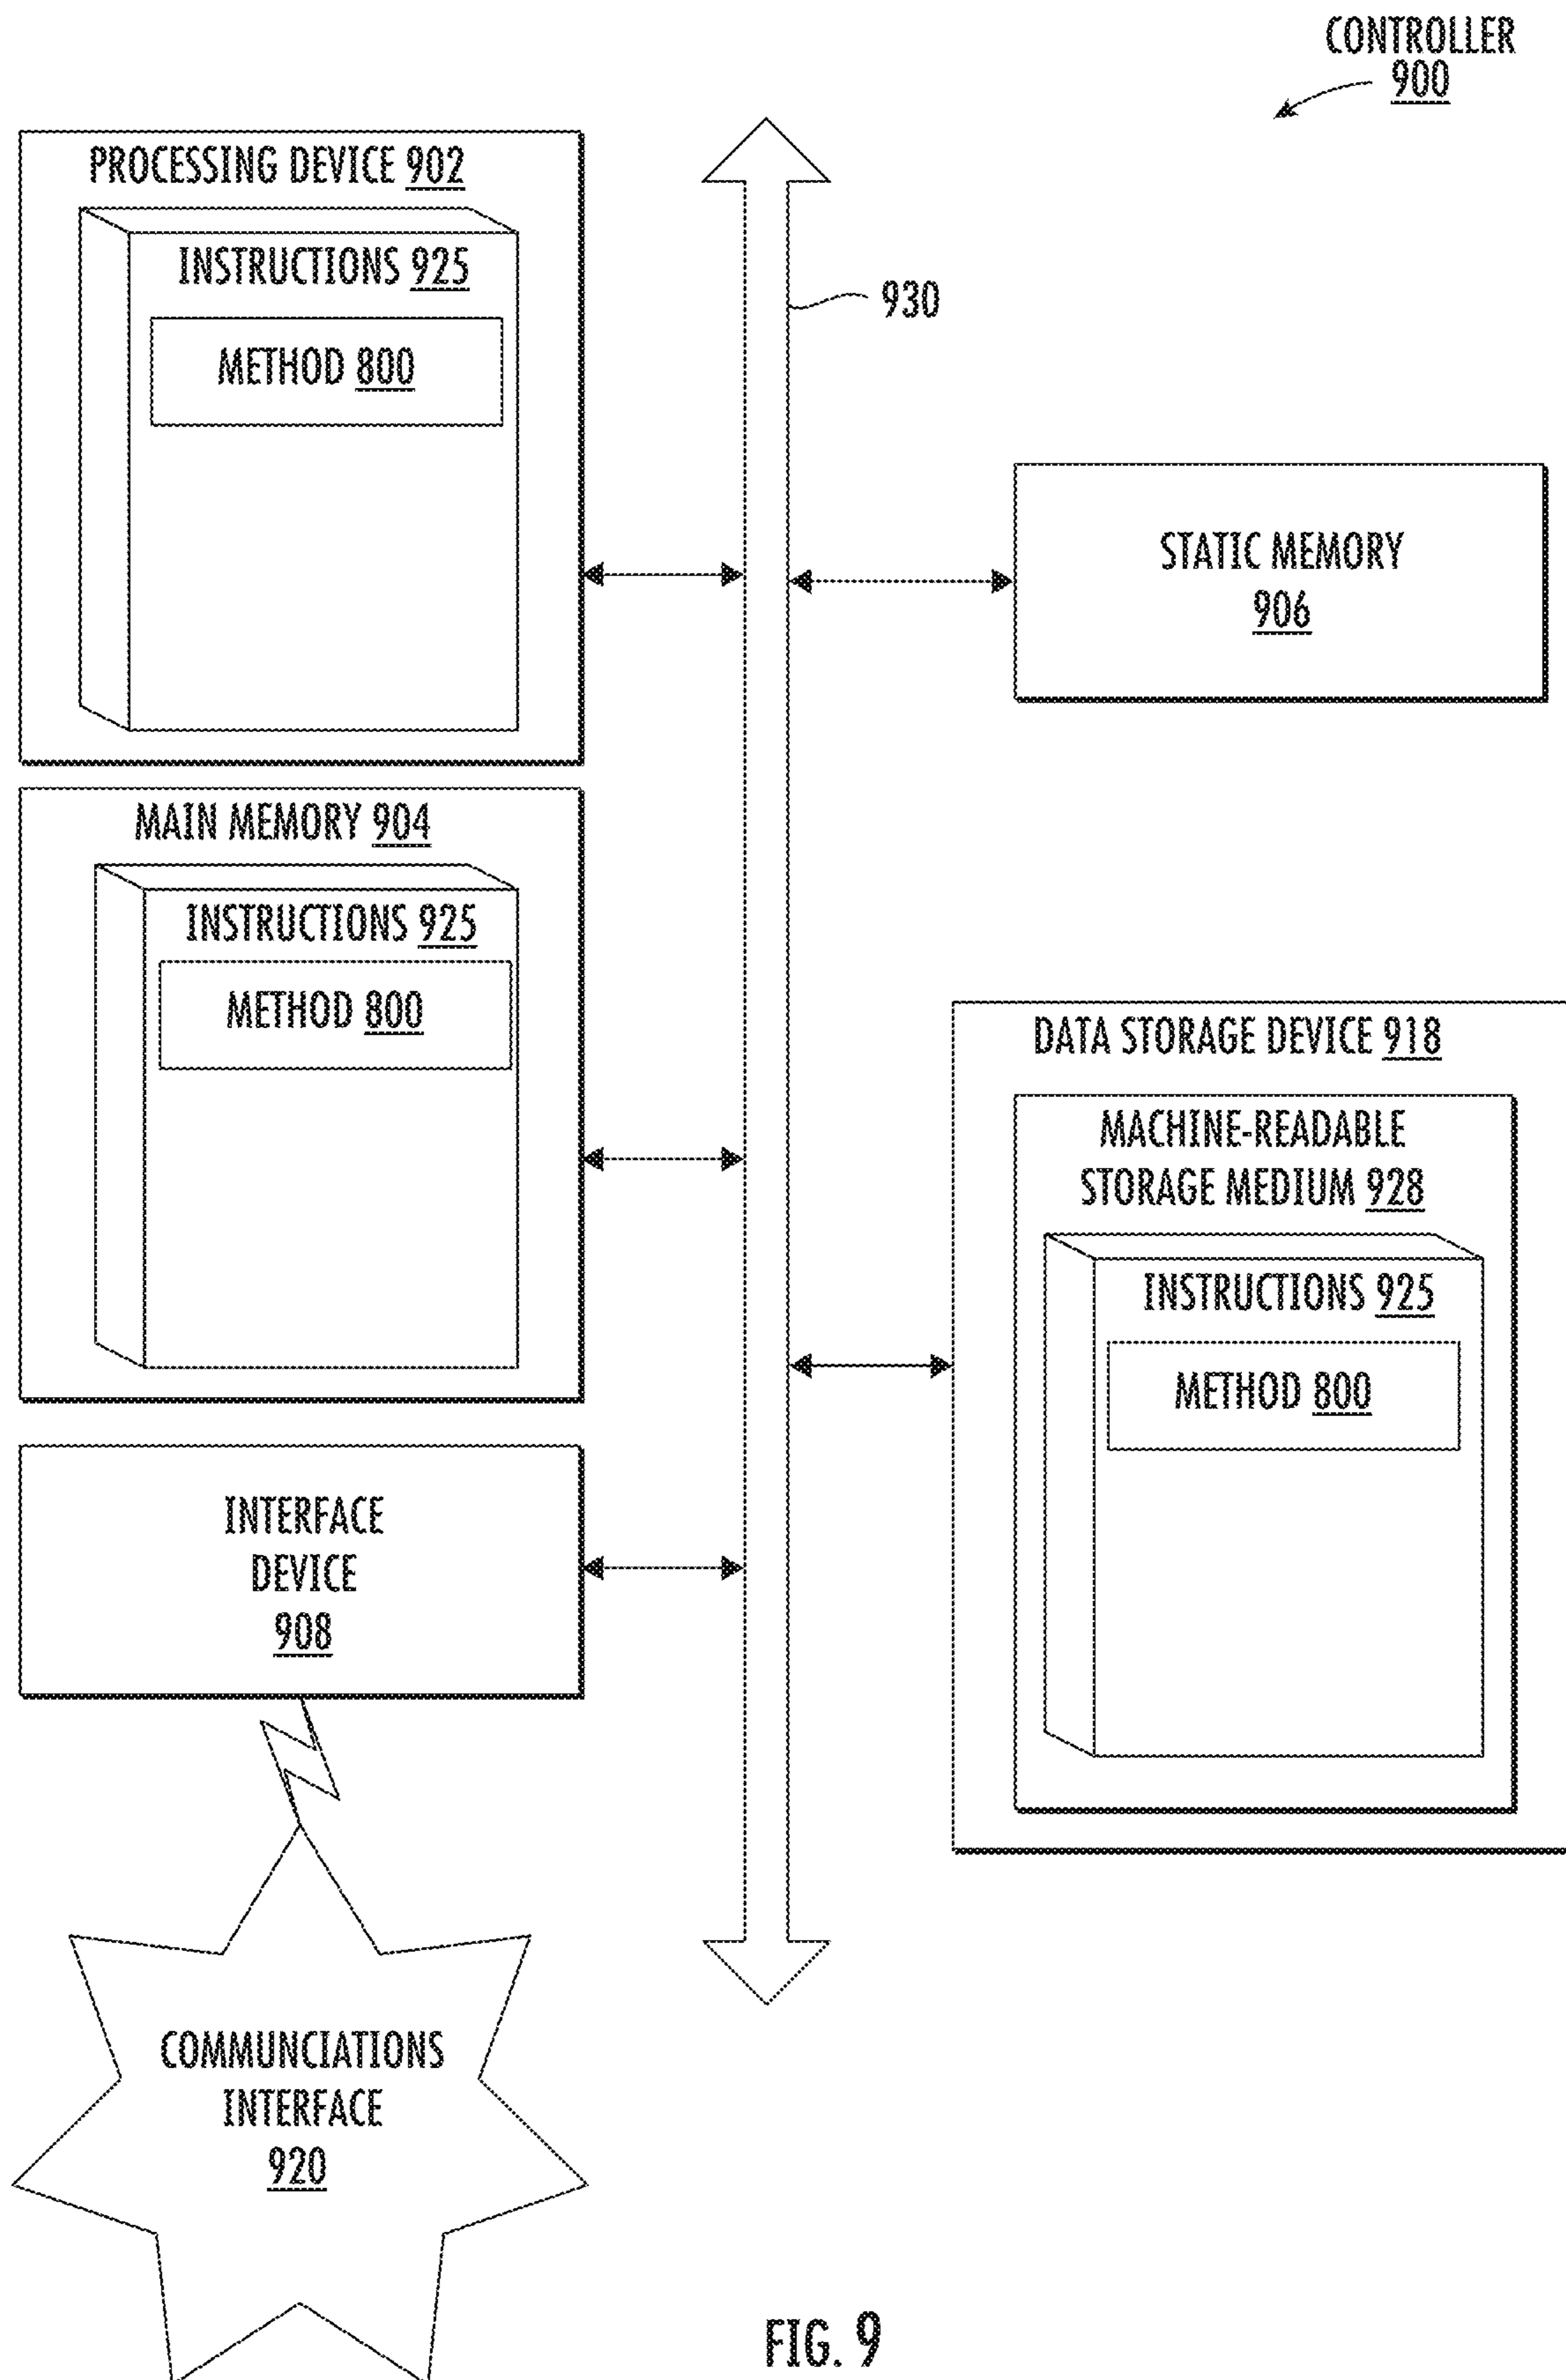 CONTROLLER
900
PROCESSING DEVICE 902
INSTRUCTIONS 925
METHOD 800
930
STATIC MEMORY
906
MAIN MEMORY 904
INSTRUCTIONS 925
METHOD 800
DATA STORAGE DEVICE 918
MACHINE-READABLE
STORAGE MEDIUM 928
INSTRUCTIONS 925
METHOD 800
INTERFACE
DEVICE
908
COMMUNCIATIONS
INTERFACE
920
FIG. 9